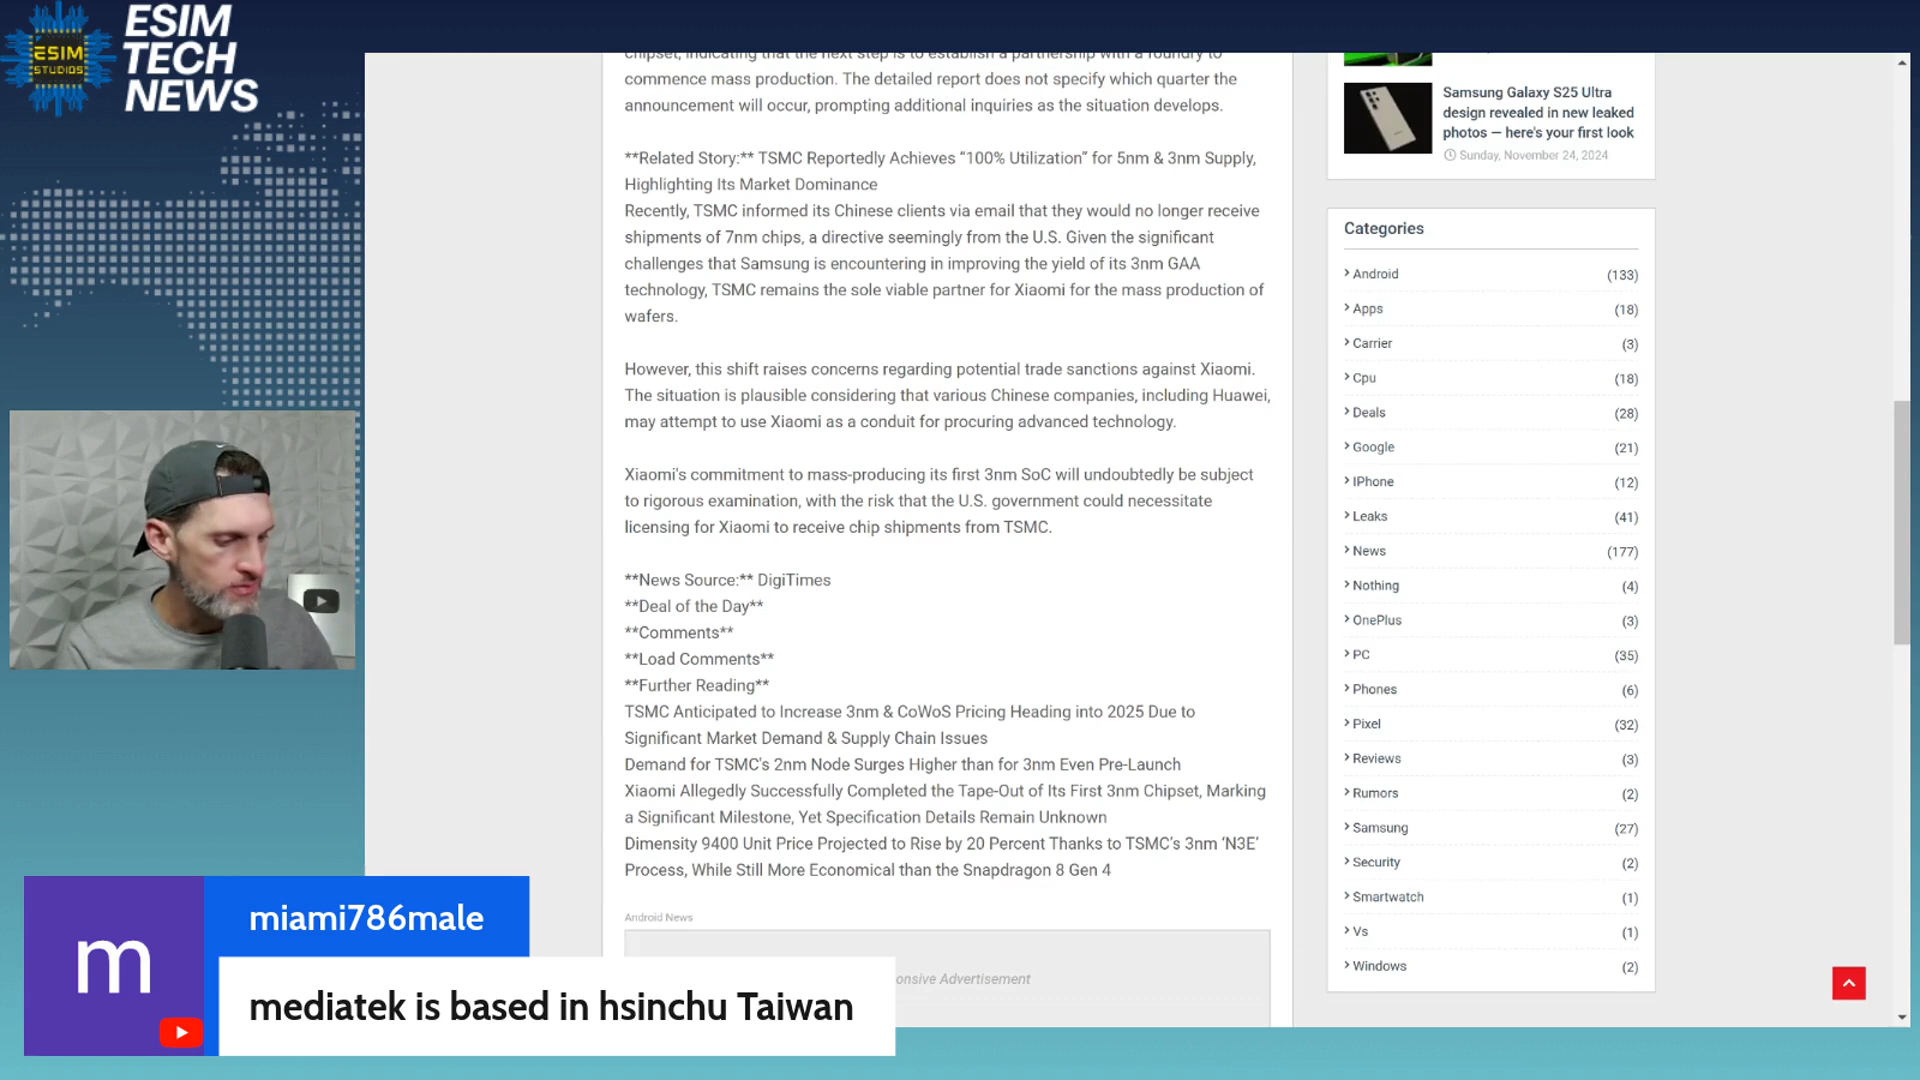 ESIM
STUDIOS
ESIM
TECH
NEWS
chipset, indicating that the next step is to establish a partnership with a foundry to
commence mass production. The detailed report does not specify which quarter the
announcement will occur, prompting additional inquiries as the situation develops.
**Related Story:** TSMC Reportedly Achieves “100% Utilization” for 5nm & 3nm Supply,
Highlighting Its Market Dominance
Recently, TSMC informed its Chinese clients via email that they would no longer receive
shipments of 7nm chips, a directive seemingly from the U.S. Given the significant
challenges that Samsung is encountering in improving the yield of its 3nm GAA
technology, TSMC remains the sole viable partner for Xiaomi for the mass production of
wafers.
However, this shift raises concerns regarding potential trade sanctions against Xiaomi.
The situation is plausible considering that various Chinese companies, including Huawei,
may attempt to use Xiaomi as a conduit for procuring advanced technology.
Xiaomi's commitment to mass-producing its first 3nm SoC will undoubtedly be subject
to rigorous examination, with the risk that the U.S. government could necessitate
licensing for Xiaomi to receive chip shipments from TSMC.
**News Source:** DigiTimes
**Deal of the Day**
**Comments**
**Load Comments**
**Further Reading**
TSMC Anticipated to Increase 3nm & CoWoS Pricing Heading into 2025 Due to
Significant Market Demand & Supply Chain Issues
Demand for TSMC's 2nm Node Surges Higher than for 3nm Even Pre-Launch
Xiaomi Allegedly Successfully Completed the Tape-Out of Its First 3nm Chipset, Marking
a Significant Milestone, Yet Specification Details Remain Unknown
Dimensity 9400 Unit Price Projected to Rise by 20 Percent Thanks to TSMC’s 3nm ‘N3E’
Process, While Still More Economical than the Snapdragon 8 Gen 4
Android News
onsive Advertisement
Samsung Galaxy S25 Ultra
design revealed in new leaked
photos — here's your first look
Sunday, November 24, 2024
Categories
Android (133)
Apps (18)
Carrier (3)
Cpu (18)
Deals (28)
Google (21)
IPhone (12)
Leaks (41)
News (177)
Nothing (4)
OnePlus (3)
PC (35)
Phones (6)
Pixel (32)
Reviews (3)
Rumors (2)
Samsung (27)
Security (2)
Smartwatch (1)
Vs (1)
Windows (2)
m
miami786male
mediatek is based in hsinchu Taiwan